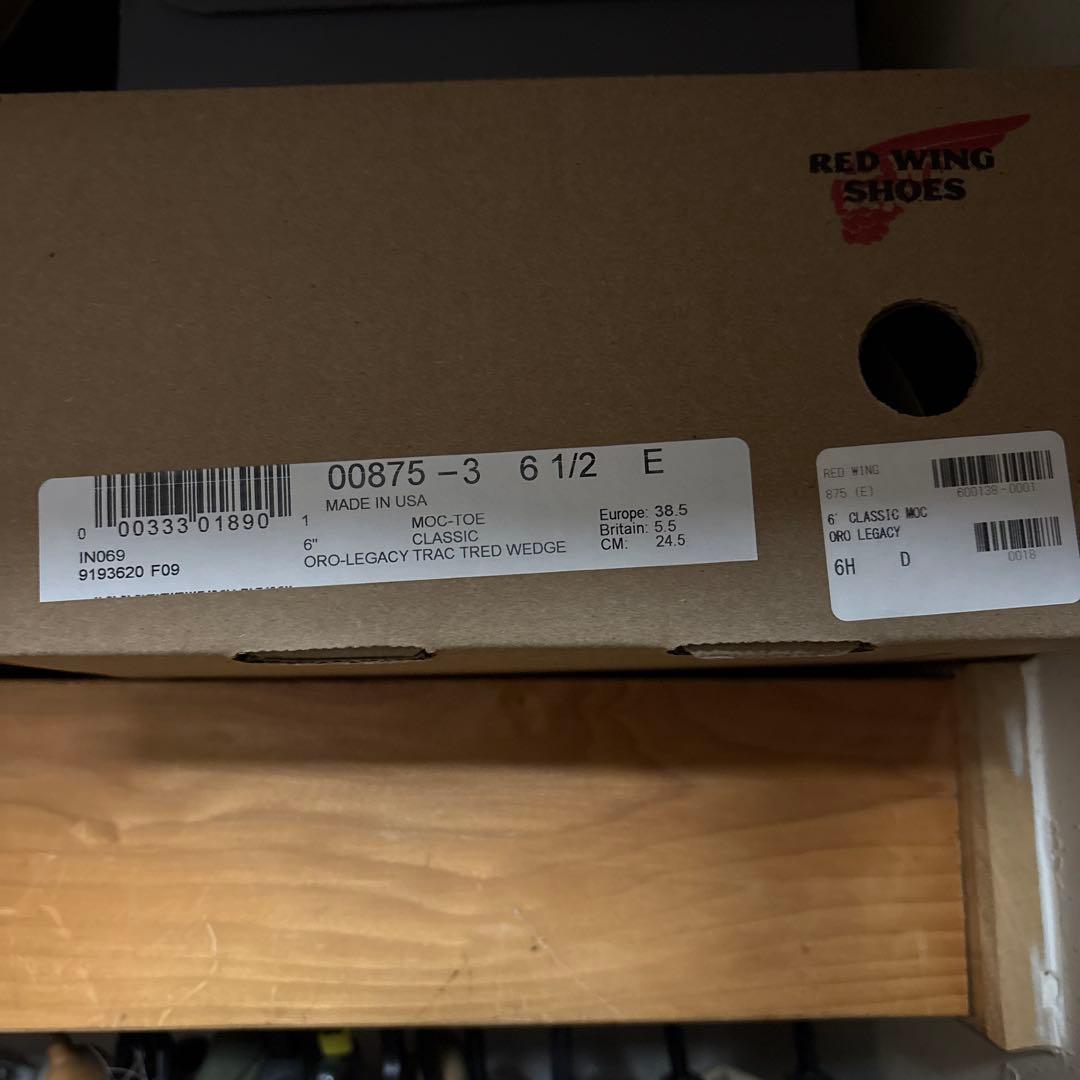 RED WING
SHOES
00875 – 3 6 1/2 E
MADE IN USA
0 00333 01890 1
MOC-TOE
6" CLASSIC
ORO-LEGACY TRAC TRED WEDGE
IN069
9193620 F09
Europe: 38.5
Britain: 5.5
CM: 24.5
RED WING
875 (E)
600138-0001
6' CLASSIC MOC
ORO LEGACY
0018
6H D